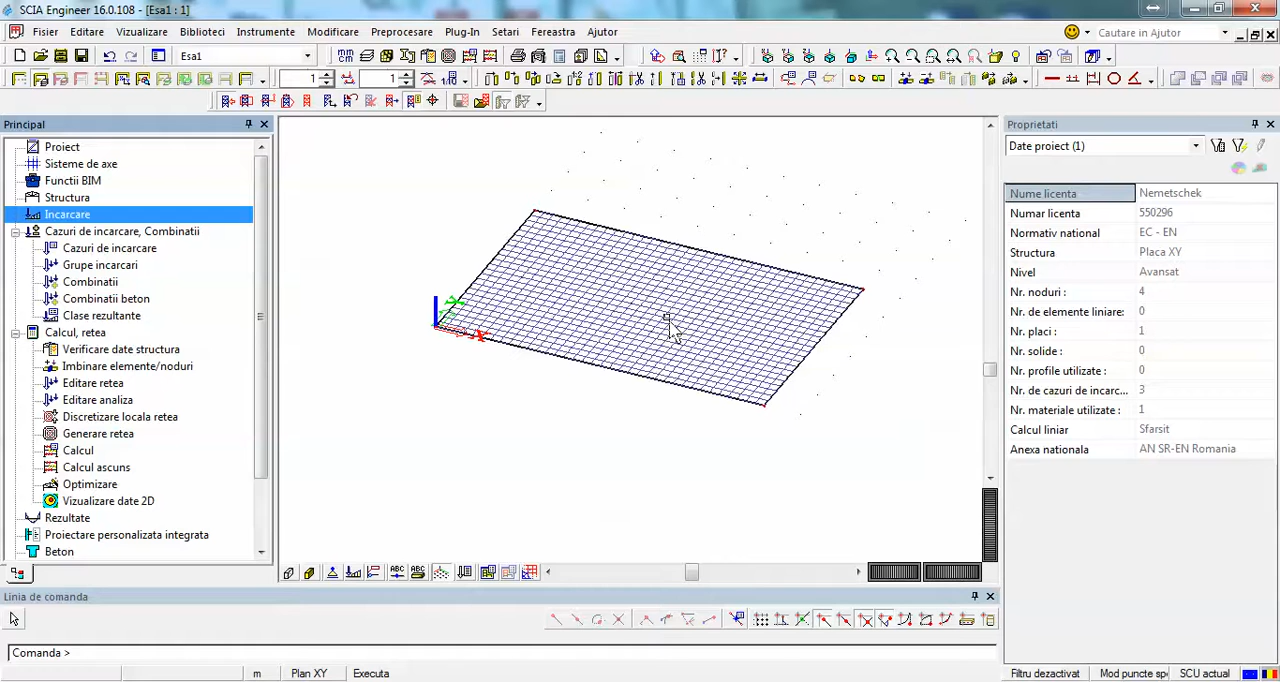 SCIA Engineer 16.0.108 - [Esa1 : 1]
Fisier Editare Vizualizare Biblioteci Instrumente Modificare Preprocesare Plug-In Setari Fereastra Ajutor
Cautare in Ajutor
Esa1
1 1
Principal
Proiect
Sisteme de axe
Functii BIM
Structura
Incarcare
Cazuri de incarcare, Combinatii
Cazuri de incarcare
Grupe incarcari
Combinatii
Combinatii beton
Clase rezultante
Calcul, retea
Verificare date structura
Imbinare elemente/noduri
Editare retea
Editare analiza
Discretizare locala retea
Generare retea
Calcul
Calcul ascuns
Optimizare
Vizualizare date 2D
Rezultate
Proiectare personalizata integrata
Beton
X
ABC
ABC
Proprietati
Date proiect (1)
Nume licenta Nemetschek
Numar licenta 550296
Normativ national EC - EN
Structura Placa XY
Nivel Avansat
Nr. noduri : 4
Nr. de elemente liniare: 0
Nr. placi : 1
Nr. solide : 0
Nr. profile utilizate : 0
Nr. de cazuri de incarc... 3
Nr. materiale utilizate : 1
Calcul liniar Sfarsit
Anexa nationala AN SR-EN Romania
Linia de comanda
Comanda >
m Plan XY Executa Filtru dezactivat Mod puncte sp SCU actual